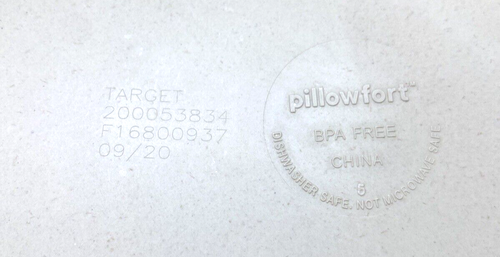 TARGET
200053834
F16800937
09/20
pillowfort™
BPA FREE
CHINA
5
DISHWASHER SAFE. NOT MICROWAVE SAFE